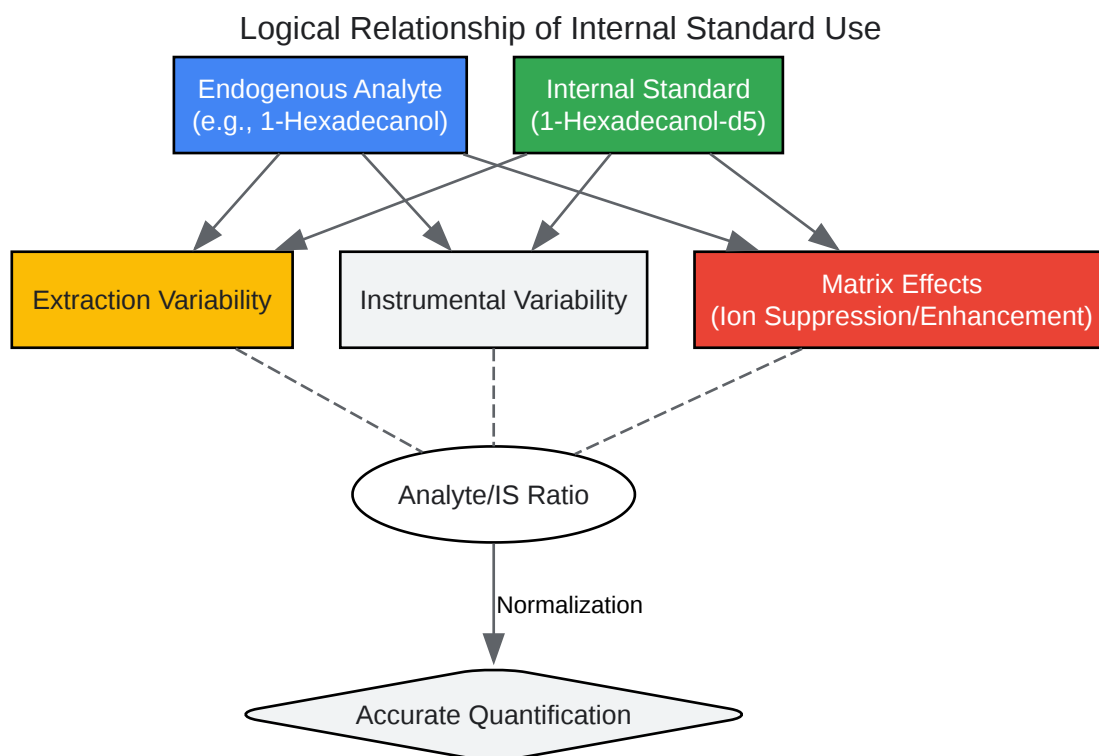 Logical Relationship of Internal Standard Use
Endogenous Analyte
(e.g., 1-Hexadecanol)
Internal Standard
(1-Hexadecanol-d5)
Extraction Variability
Instrumental Variability
Matrix Effects
(Ion Suppression/Enhancement)
Analyte/IS Ratio
Normalization
Accurate Quantification